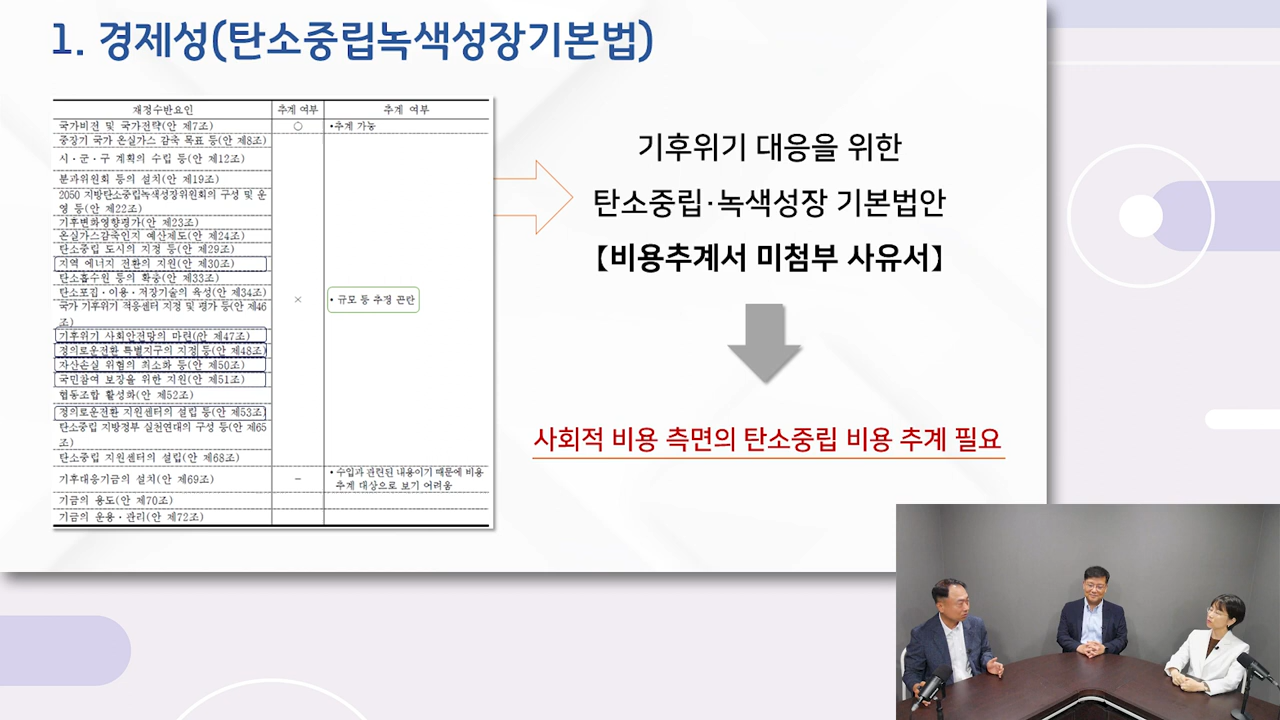 1. 경제성(탄소중립녹색성장기본법)
재정수반요인 추계 여부 추계 여부
국가비전 및 국가전략(안 제7조) ○ •추계 가능
중장기 국가 온실가스 감축 목표 등(안 제8조)
시·군·구 계획의 수립 등(안 제12조)
분과위원회 등의 설치(안 제19조)
2050 지방탄소중립녹색성장위원회의 구성 및 운
영 등(안 제22조)
기후변화영향평가(안 제23조)
온실가스감축인지 예산제도(안 제24조)
탄소중립 도시의 지정 등(안 제29조)
지역 에너지 전환의 지원(안 제30조)
탄소흡수원 등의 확충(안 제33조)
탄소포집·이용·저장기술의 육성(안 제34조)
× •규모 등 추정 곤란
국가 기후위기 적응센터 지정 및 평가 등(안 제46
조)
기후위기 사회안전망의 마련(안 제47조)
정의로운전환 특별지구의 지정 등(안 제48조)
자산손실 위험의 최소화 등(안 제50조)
국민참여 보장을 위한 지원(안 제51조)
협동조합 활성화(안 제52조)
정의로운전환 지원센터의 설립 등(안 제53조)
탄소중립 지방정부 실천연대의 구성 등(안 제65
조)
탄소중립 지원센터의 설립(안 제68조)
기후대응기금의 설치(안 제69조) － •수입과 관련된 내용이기 때문에 비용
추계 대상으로 보기 어려움
기금의 용도(안 제70조)
기금의 운용·관리(안 제72조)
기후위기 대응을 위한
탄소중립·녹색성장 기본법안
【비용추계서 미첨부 사유서】
사회적 비용 측면의 탄소중립 비용 추계 필요